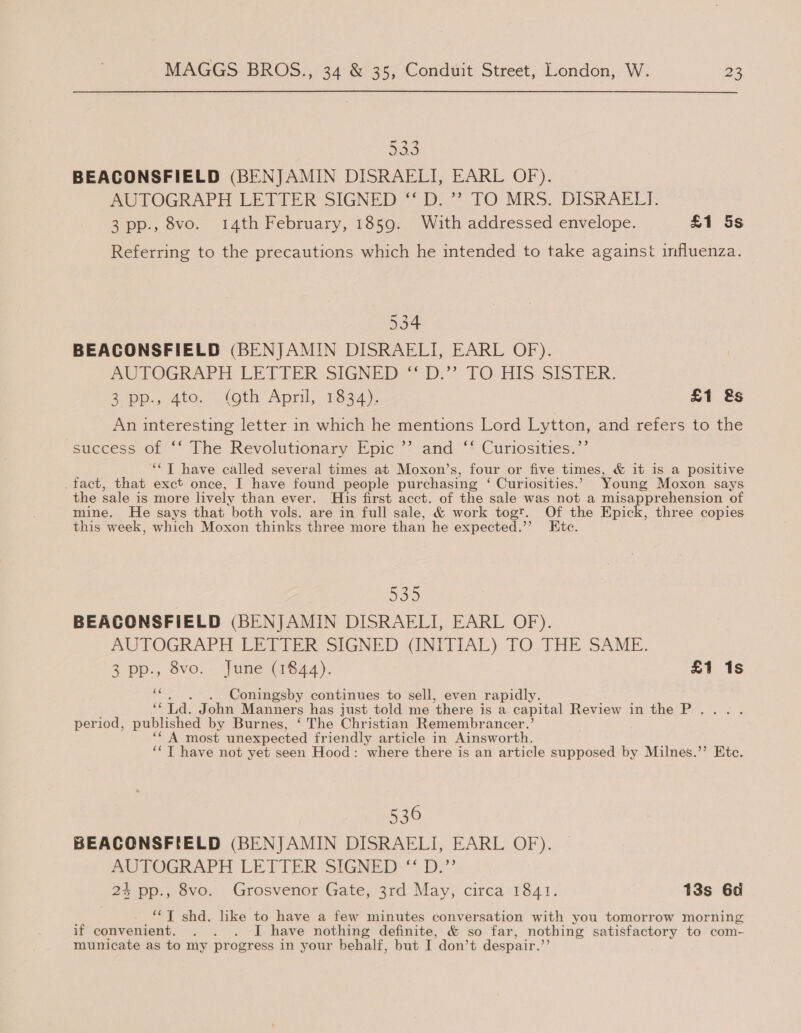 MAGGS BROS., 34 & 35, Conduit Street, London, W. 23
533
BEACONSFIELD (BENJAMIN DISRAELI, EARL OF).
AUTOGRAPH LETTER SIGNED “ D. ” TO MRS. DISRAELI.
3 pp., 8vo. 14th February, 1859. With addressed envelope. £1 5s
Referring to the precautions which he intended to take against influenza.
534
BEACONSFIELD (BENJAMIN DISRAELI, EARL OF).
AUTOGRAPH LETTER SIGNED “ D.” TO HIS SISTER.
3 pp., 4to. (9th April, 1834). £1 8s
An interesting letter in which he mentions Lord Lytton, and refers to the
success of “ The Revolutionary Epic ” and “ Curiosities.”
“ I have called several times at Moxon’s, four or five times, & it is a positive
fact, that exct once, I have found people purchasing ‘ Curiosities.’ Young Moxon says
the sale is more lively than ever. His first acct. of the sale was not a misapprehension of
mine. He says that both vols. are in full sale, & work togr. Of the Epick, three copies
this week, which Moxon thinks three more than he expected.” Etc.
535
BEACONSFIELD (BENJAMIN DISRAELI, EARL OF).
AUTOGRAPH LETTER SIGNED (INITIAL) TO THE SAME.
3 pp., 8vo. June (1844). £1 1s
“ . . . Coningsby continues to sell, even rapidly.
“ Ld. John Manners has just told me there is a capital Review in the P . . . .
period, published by Burnes, ‘ The Christian Remembrancer.’
“ A most unexpected friendly article in Ainsworth.
“ I have not yet seen Hood: where there is an article supposed by Milnes.” Etc.
536
BEACONSFIELD (BENJAMIN DISRAELI, EARL OF).
AUTOGRAPH LETTER SIGNED “ D.”
2½ pp., 8vo. Grosvenor Gate, 3rd May, circa 1841. 13s 6d
“ I shd. like to have a few minutes conversation with you tomorrow morning
if convenient. . . . I have nothing definite, & so far, nothing satisfactory to com-
municate as to my progress in your behalf, but I don’t despair.”